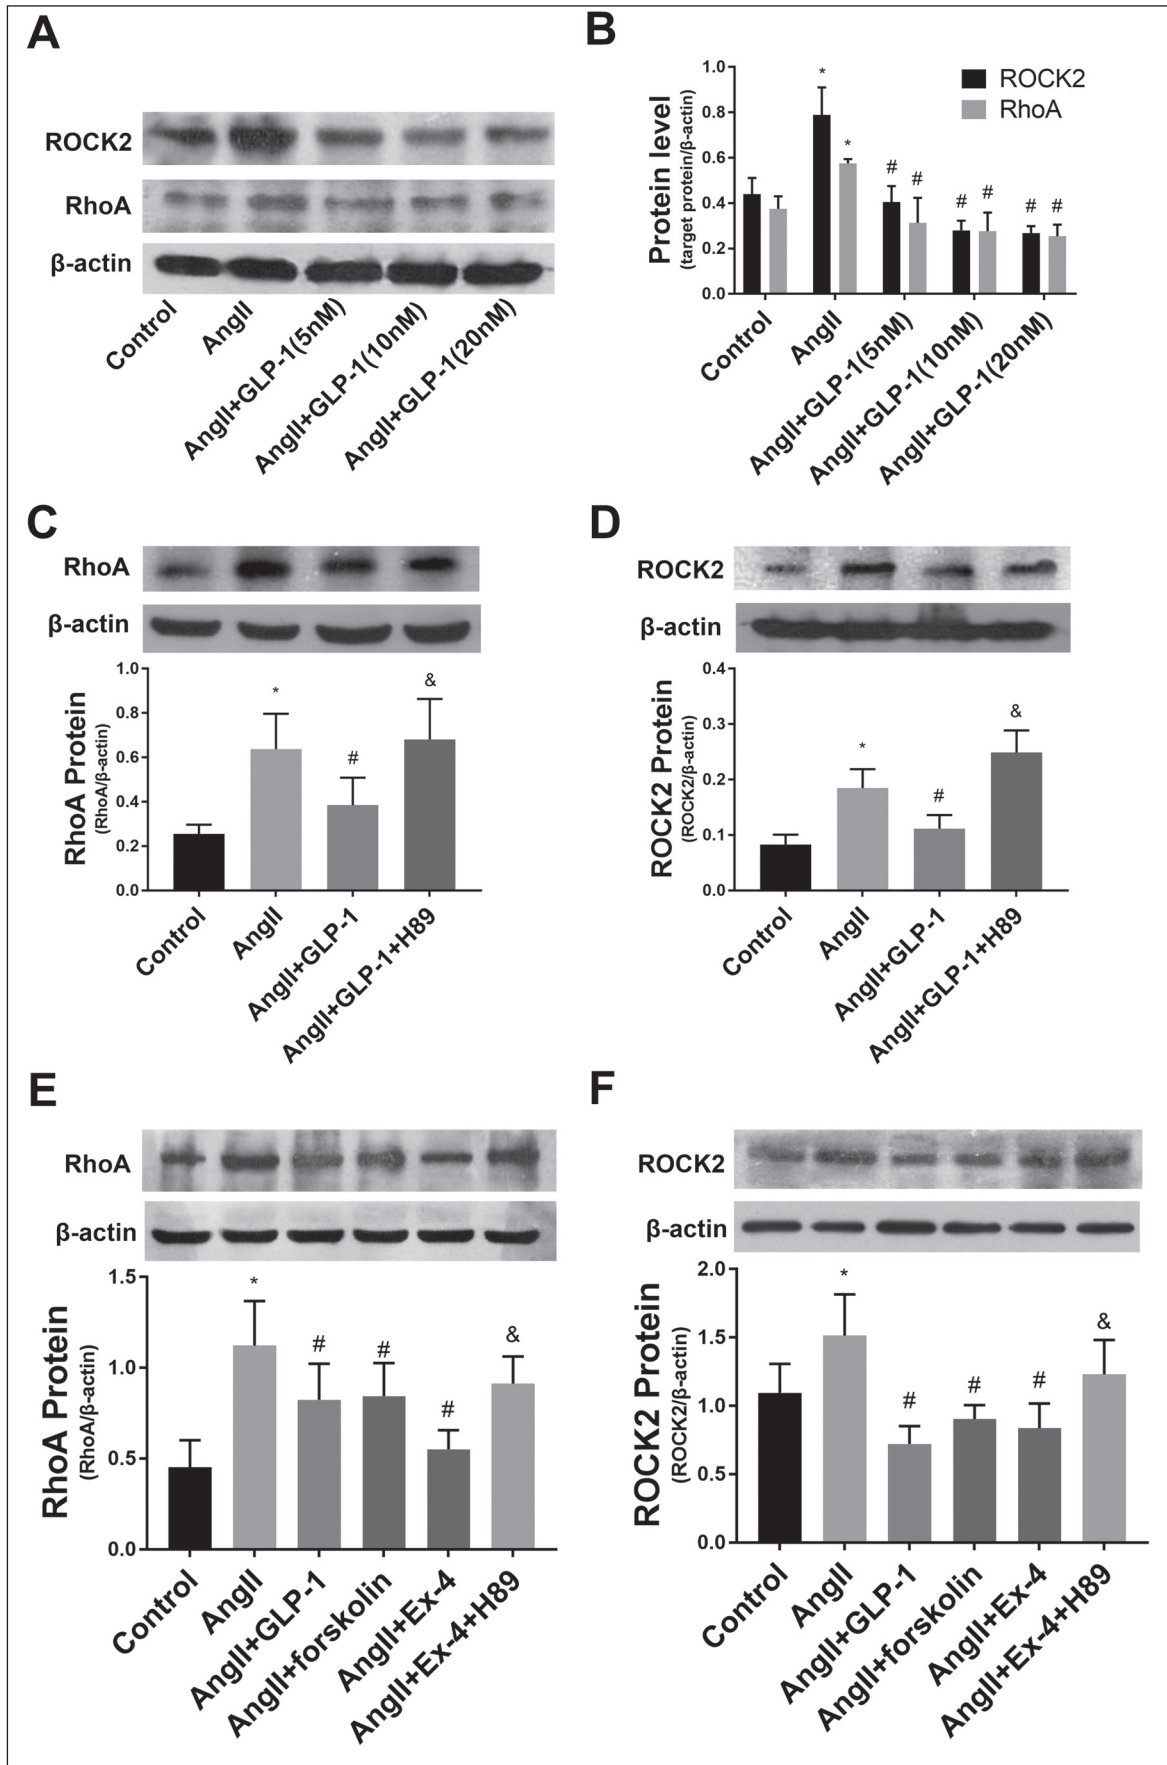 A
ROCK2
RhoA
β-actin
Control
AngII
AngII+GLP-1(5nM)
AngII+GLP-1(10nM)
AngII+GLP-1(20nM)
B
Protein level
(target protein/β-actin)
1.0
0.8
0.6
0.4
0.2
0.0
ROCK2
RhoA
*
*
# #
# #
# #
Control
AngII
AngII+GLP-1(5nM)
AngII+GLP-1(10nM)
AngII+GLP-1(20nM)
C
RhoA
β-actin
RhoA Protein
(RhoA/β-actin)
1.0
0.8
0.6
0.4
0.2
0.0
*
#
&
Control
AngII
AngII+GLP-1
AngII+GLP-1+H89
D
ROCK2
β-actin
ROCK2 Protein
(ROCK2/β-actin)
0.4
0.3
0.2
0.1
0.0
*
#
&
Control
AngII
AngII+GLP-1
AngII+GLP-1+H89
E
RhoA
β-actin
RhoA Protein
(RhoA/β-actin)
1.5
1.0
0.5
0.0
*
#
#
#
&
Control
AngII
AngII+GLP-1
AngII+forskolin
AngII+Ex-4
AngII+Ex-4+H89
F
ROCK2
β-actin
ROCK2 Protein
(ROCK2/β-actin)
2.0
1.5
1.0
0.5
0.0
*
#
#
#
&
Control
AngII
AngII+GLP-1
AngII+forskolin
AngII+Ex-4
AngII+Ex-4+H89